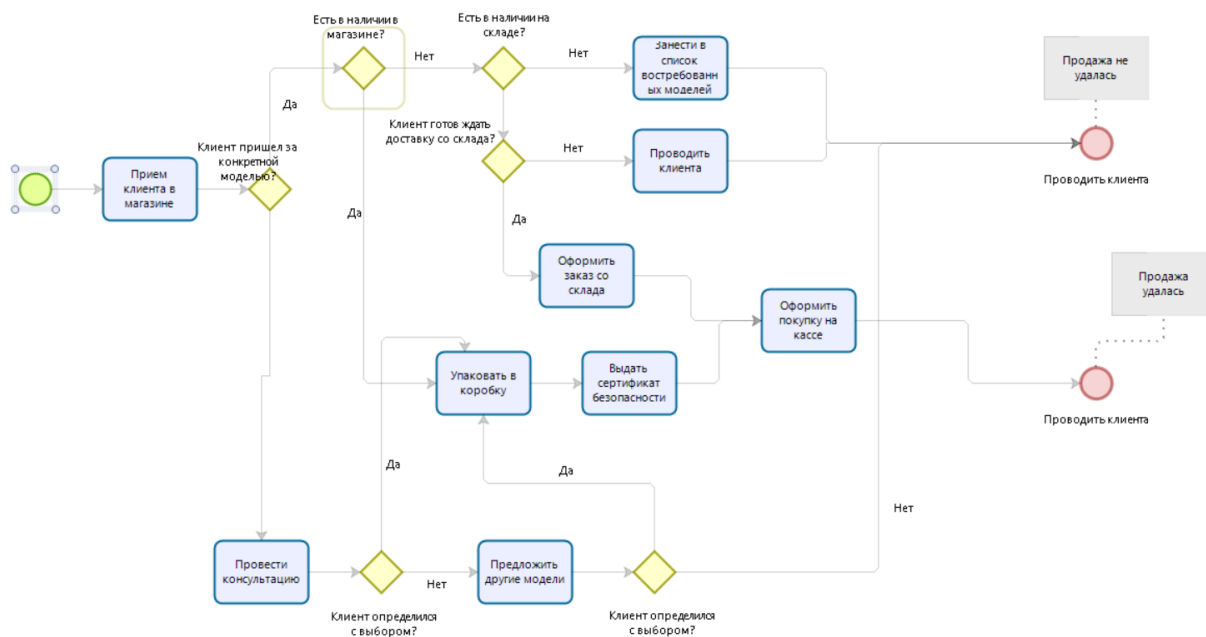 Есть в наличии в
магазине?
Есть в наличии на
складе?
Нет
Нет
Занести в
список
востребованн
ых моделей
Продажа не
удалась
Да
Клиент готов ждать
доставку со склада?
Клиент пришел за
конкретной
моделью?
Нет
Проводить
клиента
Прием
клиента в
магазине
Проводить клиента
Да
Да
Оформить
заказ со
склада
Продажа
удалась
Оформить
покупку на
кассе
Упаковать в
коробку
Выдать
сертификат
безопасности
Проводить клиента
Да
Да
Нет
Провести
консультацию
Нет
Предложить
другие модели
Клиент определился
с выбором?
Клиент определился
с выбором?